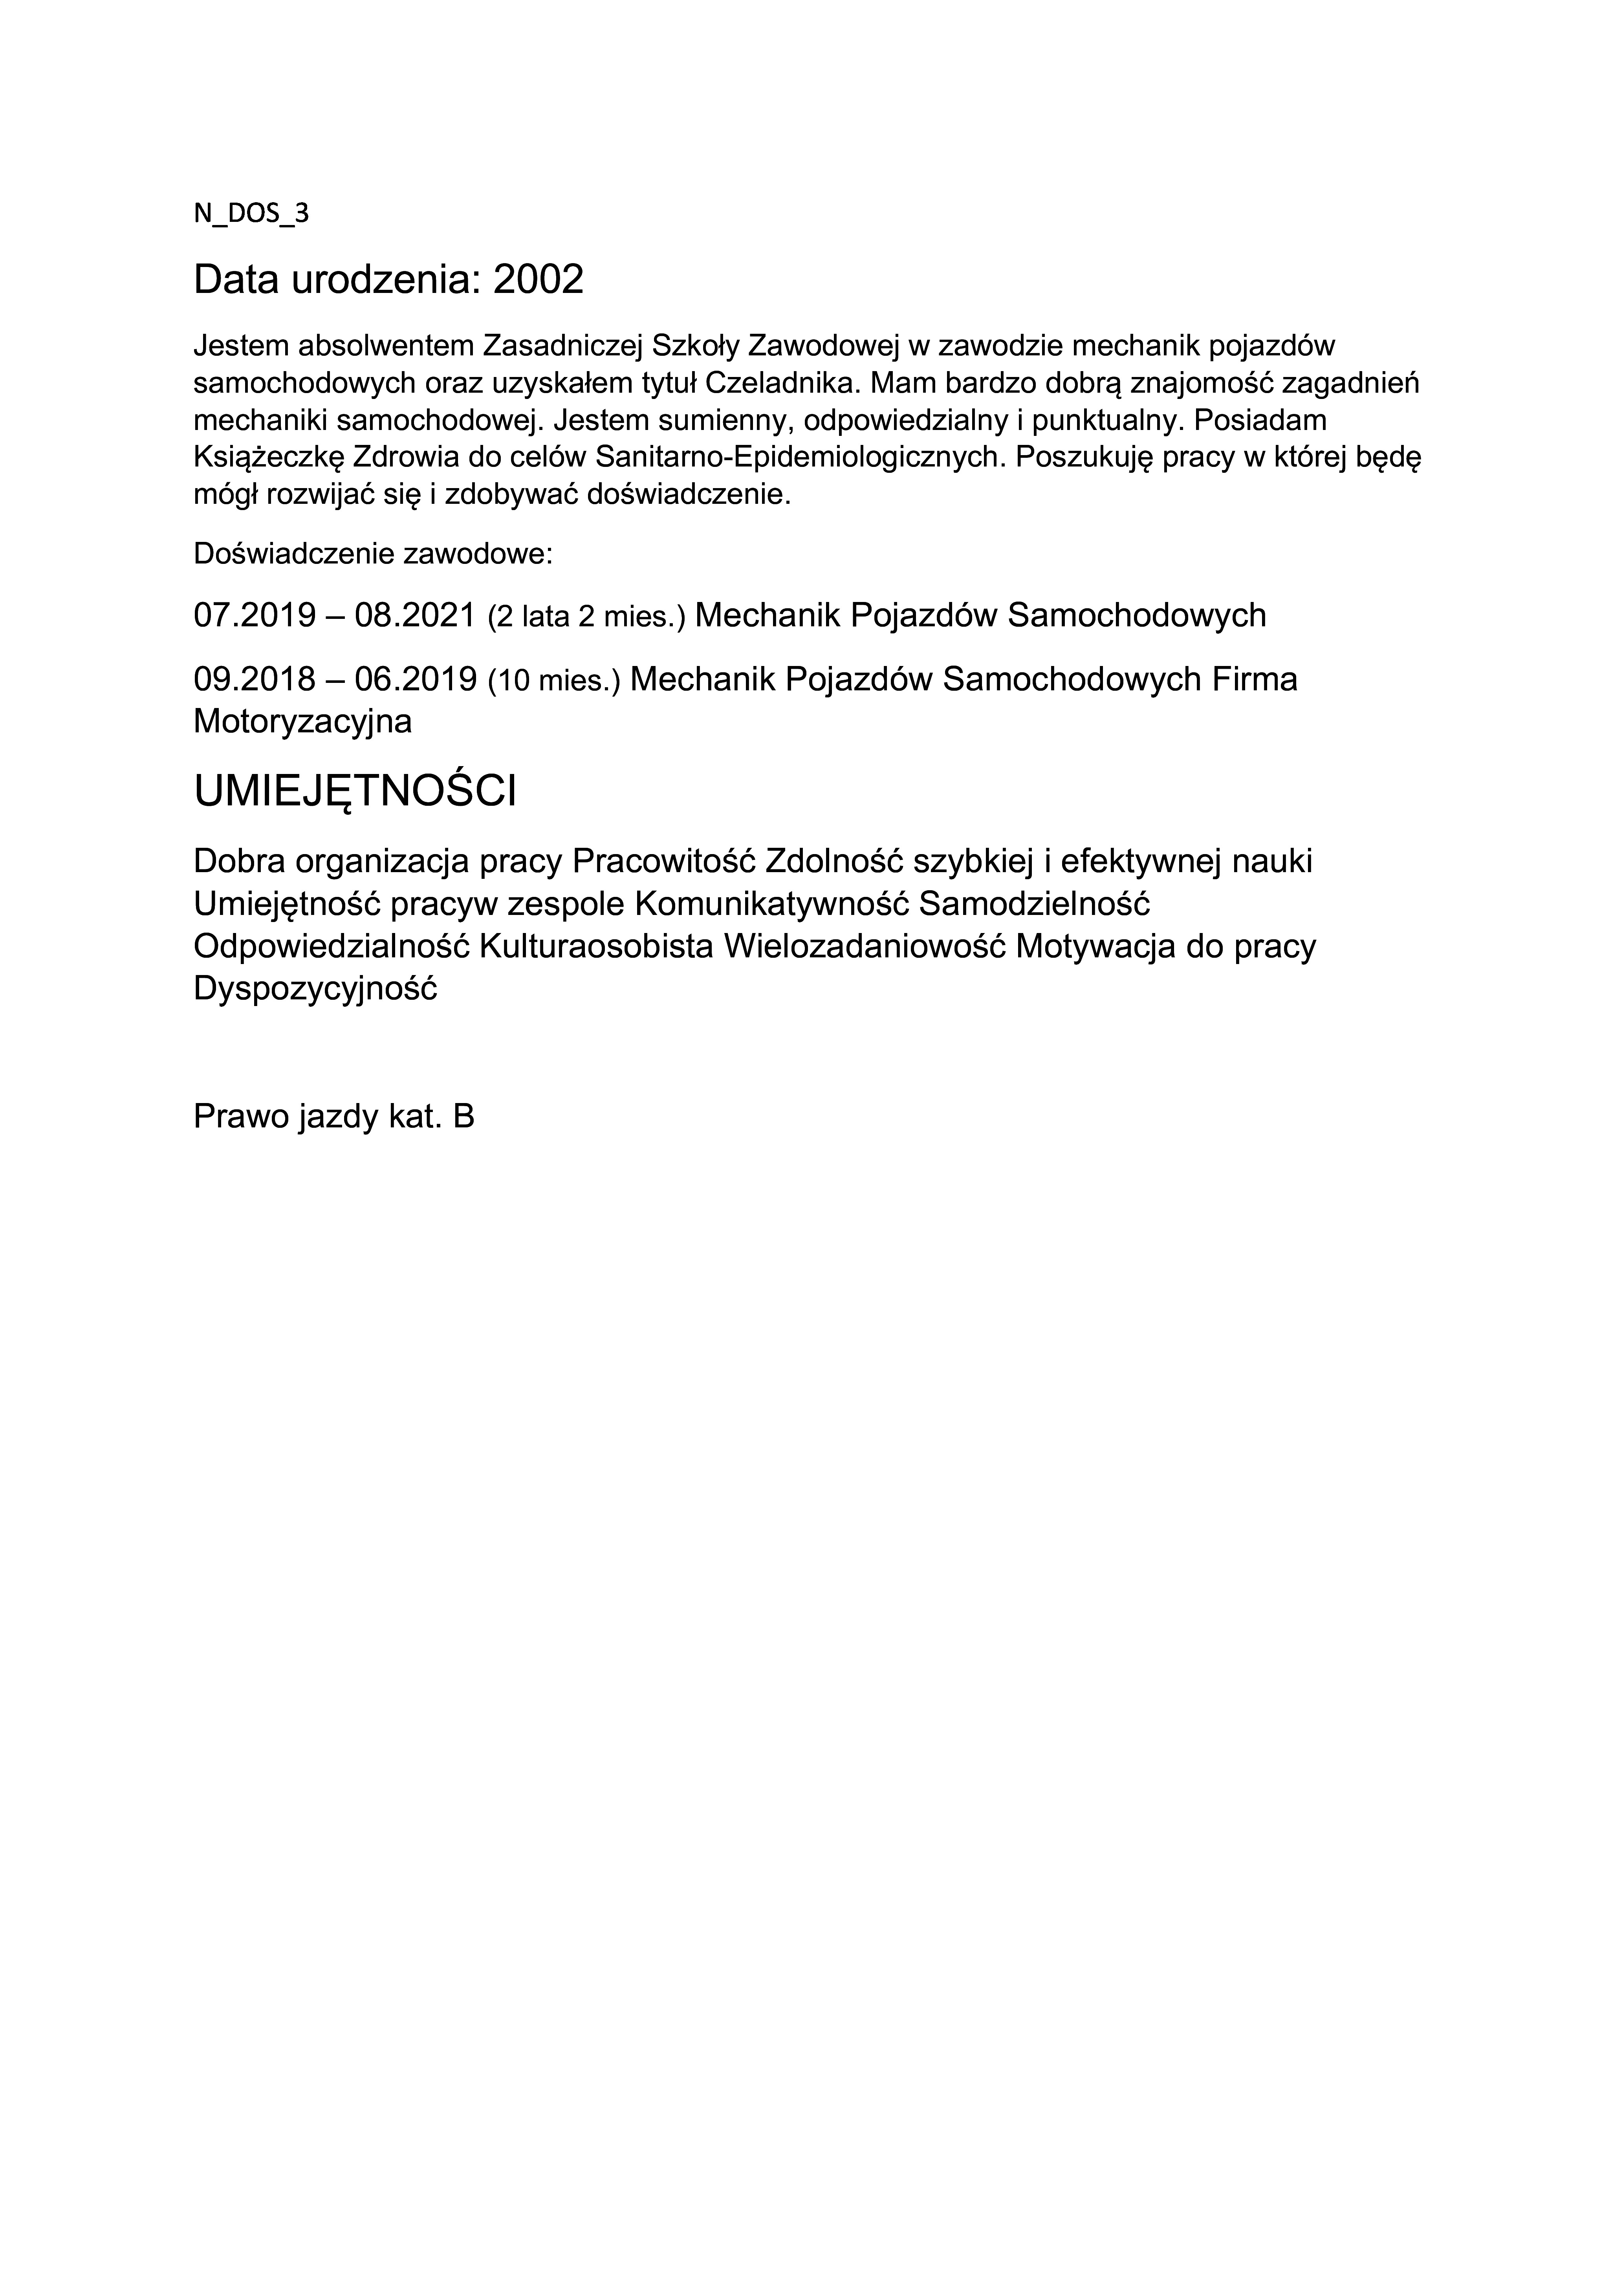 N_DOS_3
Data urodzenia: 2002
Jestem absolwentem Zasadniczej Szkoły Zawodowej w zawodzie mechanik pojazdów
samochodowych oraz uzyskałem tytuł Czeladnika. Mam bardzo dobrą znajomość zagadnień
mechaniki samochodowej. Jestem sumienny, odpowiedzialny i punktualny. Posiadam
Książeczkę Zdrowia do celów Sanitarno-Epidemiologicznych. Poszukuję pracy w której będę
mógł rozwijać się i zdobywać doświadczenie.
Doświadczenie zawodowe:
07.2019 – 08.2021 (2 lata 2 mies.) Mechanik Pojazdów Samochodowych
09.2018 – 06.2019 (10 mies.) Mechanik Pojazdów Samochodowych Firma
Motoryzacyjna
UMIEJĘTNOŚCI
Dobra organizacja pracy Pracowitość Zdolność szybkiej i efektywnej nauki
Umiejętność pracyw zespole Komunikatywność Samodzielność
Odpowiedzialność Kulturaosobista Wielozadaniowość Motywacja do pracy
Dyspozycyjność
Prawo jazdy kat. B